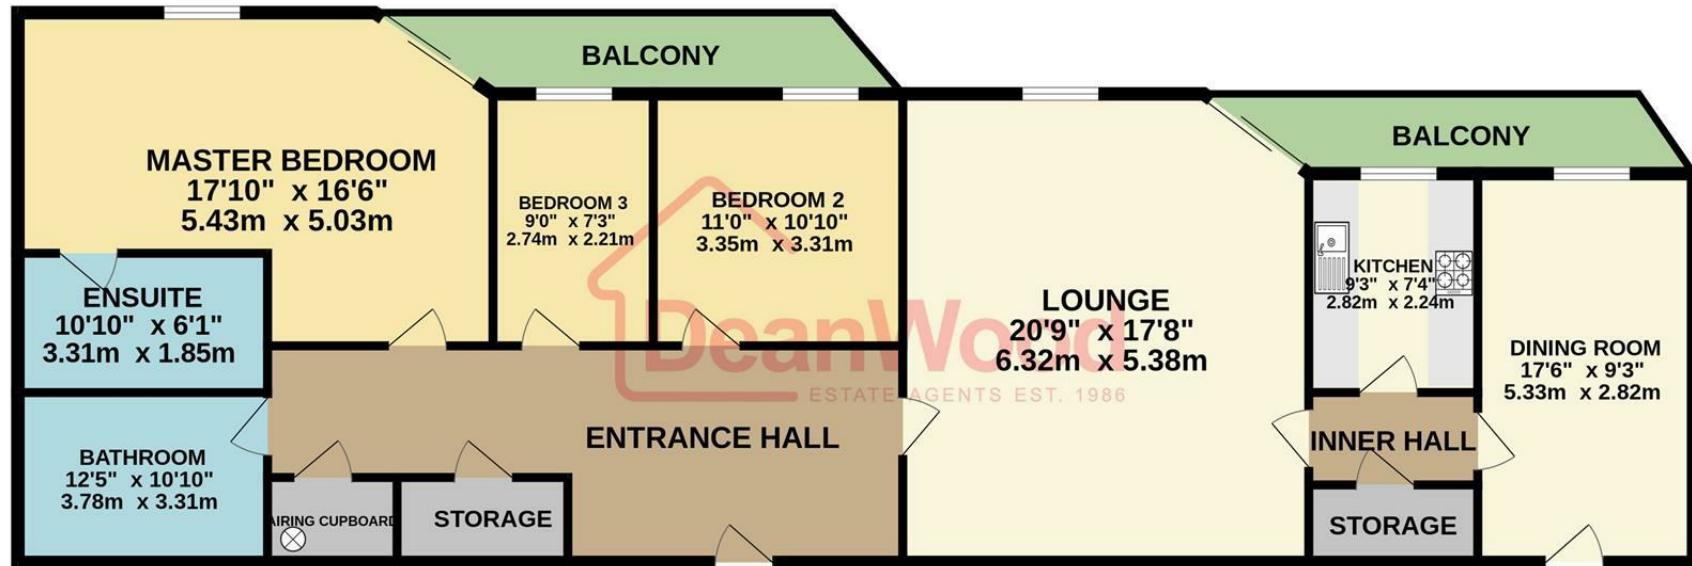 BALCONY
MASTER BEDROOM
17'10" x 16'6"
5.43m x 5.03m
BEDROOM 3
9'0" x 7'3"
2.74m x 2.21m
BEDROOM 2
11'0" x 10'10"
3.35m x 3.31m
BALCONY
LOUNGE
20'9" x 17'8"
6.32m x 5.38m
KITCHEN
9'3" x 7'4"
2.82m x 2.24m
DINING ROOM
17'6" x 9'3"
5.33m x 2.82m
ENSUITE
10'10" x 6'1"
3.31m x 1.85m
DeanWood
ESTATE AGENTS EST. 1986
BATHROOM
12'5" x 10'10"
3.78m x 3.31m
ENTRANCE HALL
INNER HALL
AIRING CUPBOARD
STORAGE
STORAGE